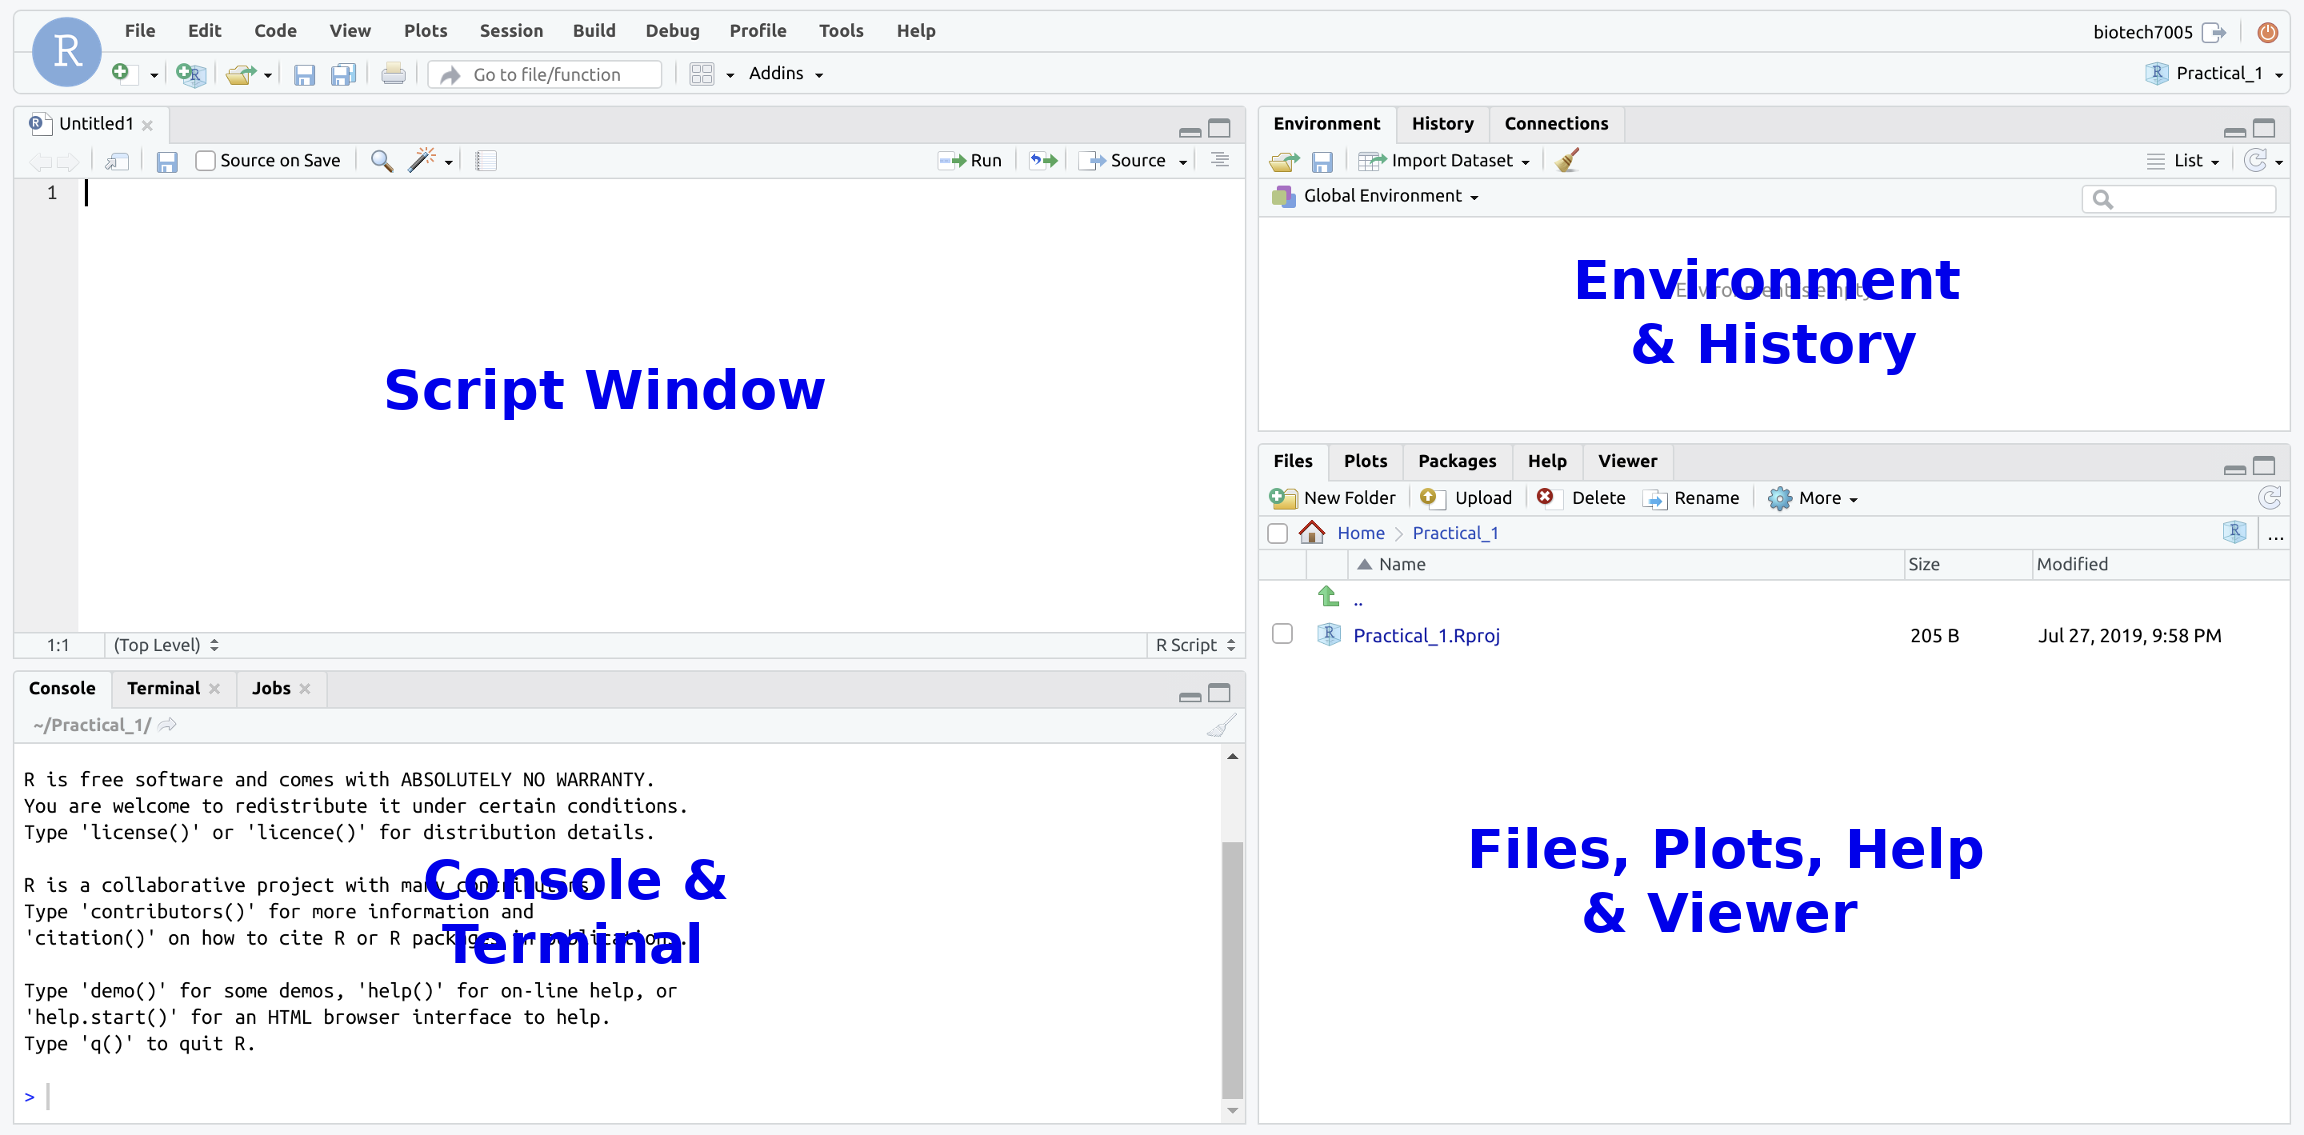 R File Edit Code View Plots Session Build Debug Profile Tools Help biotech7005
Go to file/function Addins Practical_1
Untitled1
Source on Save Run Source
1
Script Window
1:1 (Top Level) R Script
Environment History Connections
Import Dataset List
Global Environment
Environment is empty
Environment
& History
Console Terminal Jobs
~/Practical_1/
R is free software and comes with ABSOLUTELY NO WARRANTY.
You are welcome to redistribute it under certain conditions.
Type 'license()' or 'licence()' for distribution details.
R is a collaborative project with many contributors.
Type 'contributors()' for more information and
'citation()' on how to cite R or R packages in publications.
Type 'demo()' for some demos, 'help()' for on-line help, or
'help.start()' for an HTML browser interface to help.
Type 'q()' to quit R.
>
Console &
Terminal
Files Plots Packages Help Viewer
New Folder Upload Delete Rename More
Home Practical_1 R ...
Name Size Modified
..
Practical_1.Rproj 205 B Jul 27, 2019, 9:58 PM
Files, Plots, Help
& Viewer